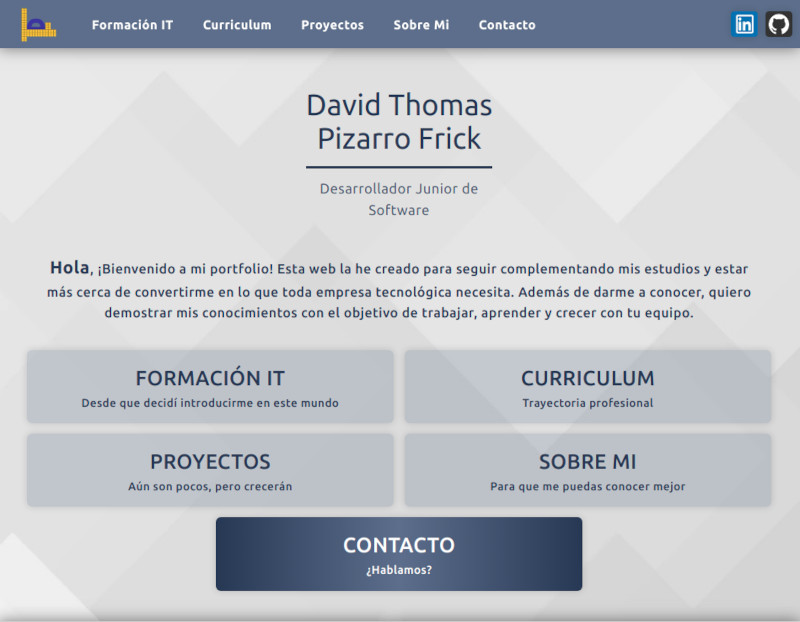 Formación IT Curriculum Proyectos Sobre Mi Contacto
David Thomas
Pizarro Frick
Desarrollador Junior de
Software
Hola, ¡Bienvenido a mi portfolio! Esta web la he creado para seguir complementando mis estudios y estar
más cerca de convertirme en lo que toda empresa tecnológica necesita. Además de darme a conocer, quiero
demostrar mis conocimientos con el objetivo de trabajar, aprender y crecer con tu equipo.
FORMACIÓN IT
Desde que decidí introducirme en este mundo
CURRICULUM
Trayectoria profesional
PROYECTOS
Aún son pocos, pero crecerán
SOBRE MI
Para que me puedas conocer mejor
CONTACTO
¿Hablamos?